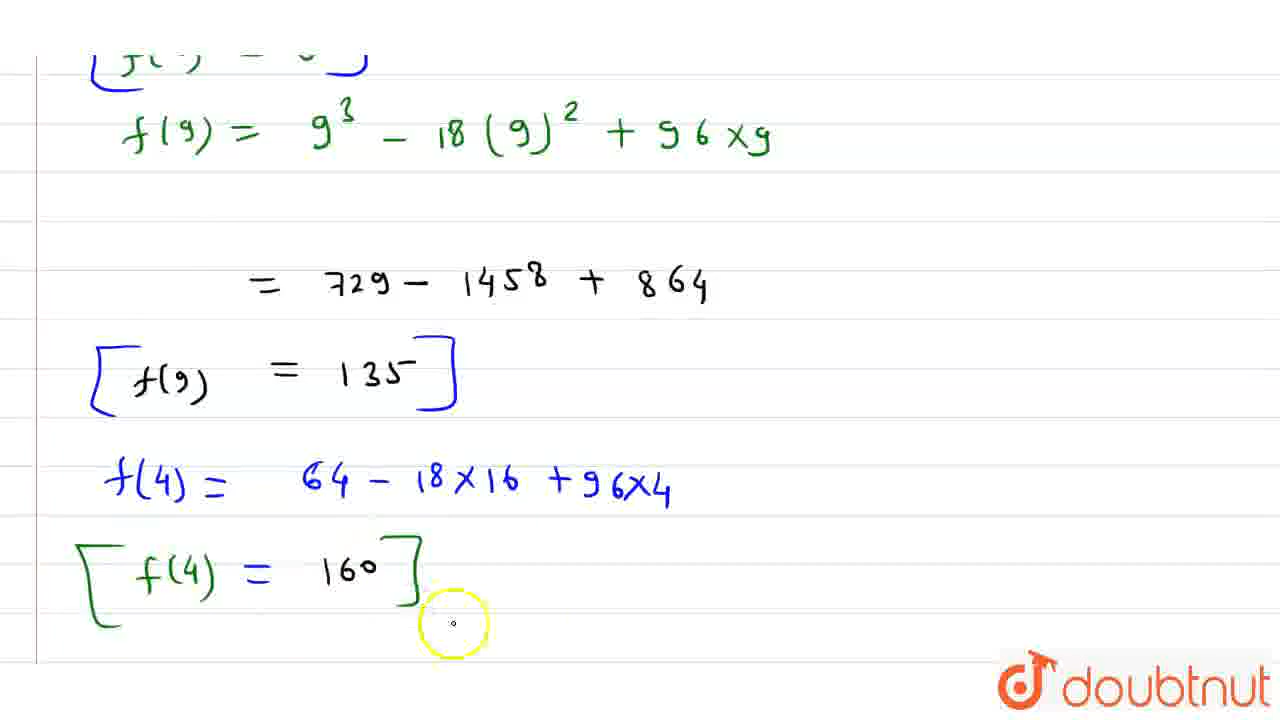 f(9) = 9³ - 18(9)² + 96×9
= 729 - 1458 + 864
[f(9) = 135]
f(4) = 64 - 18×16 + 96×4
[f(4) = 160]
doubtnut